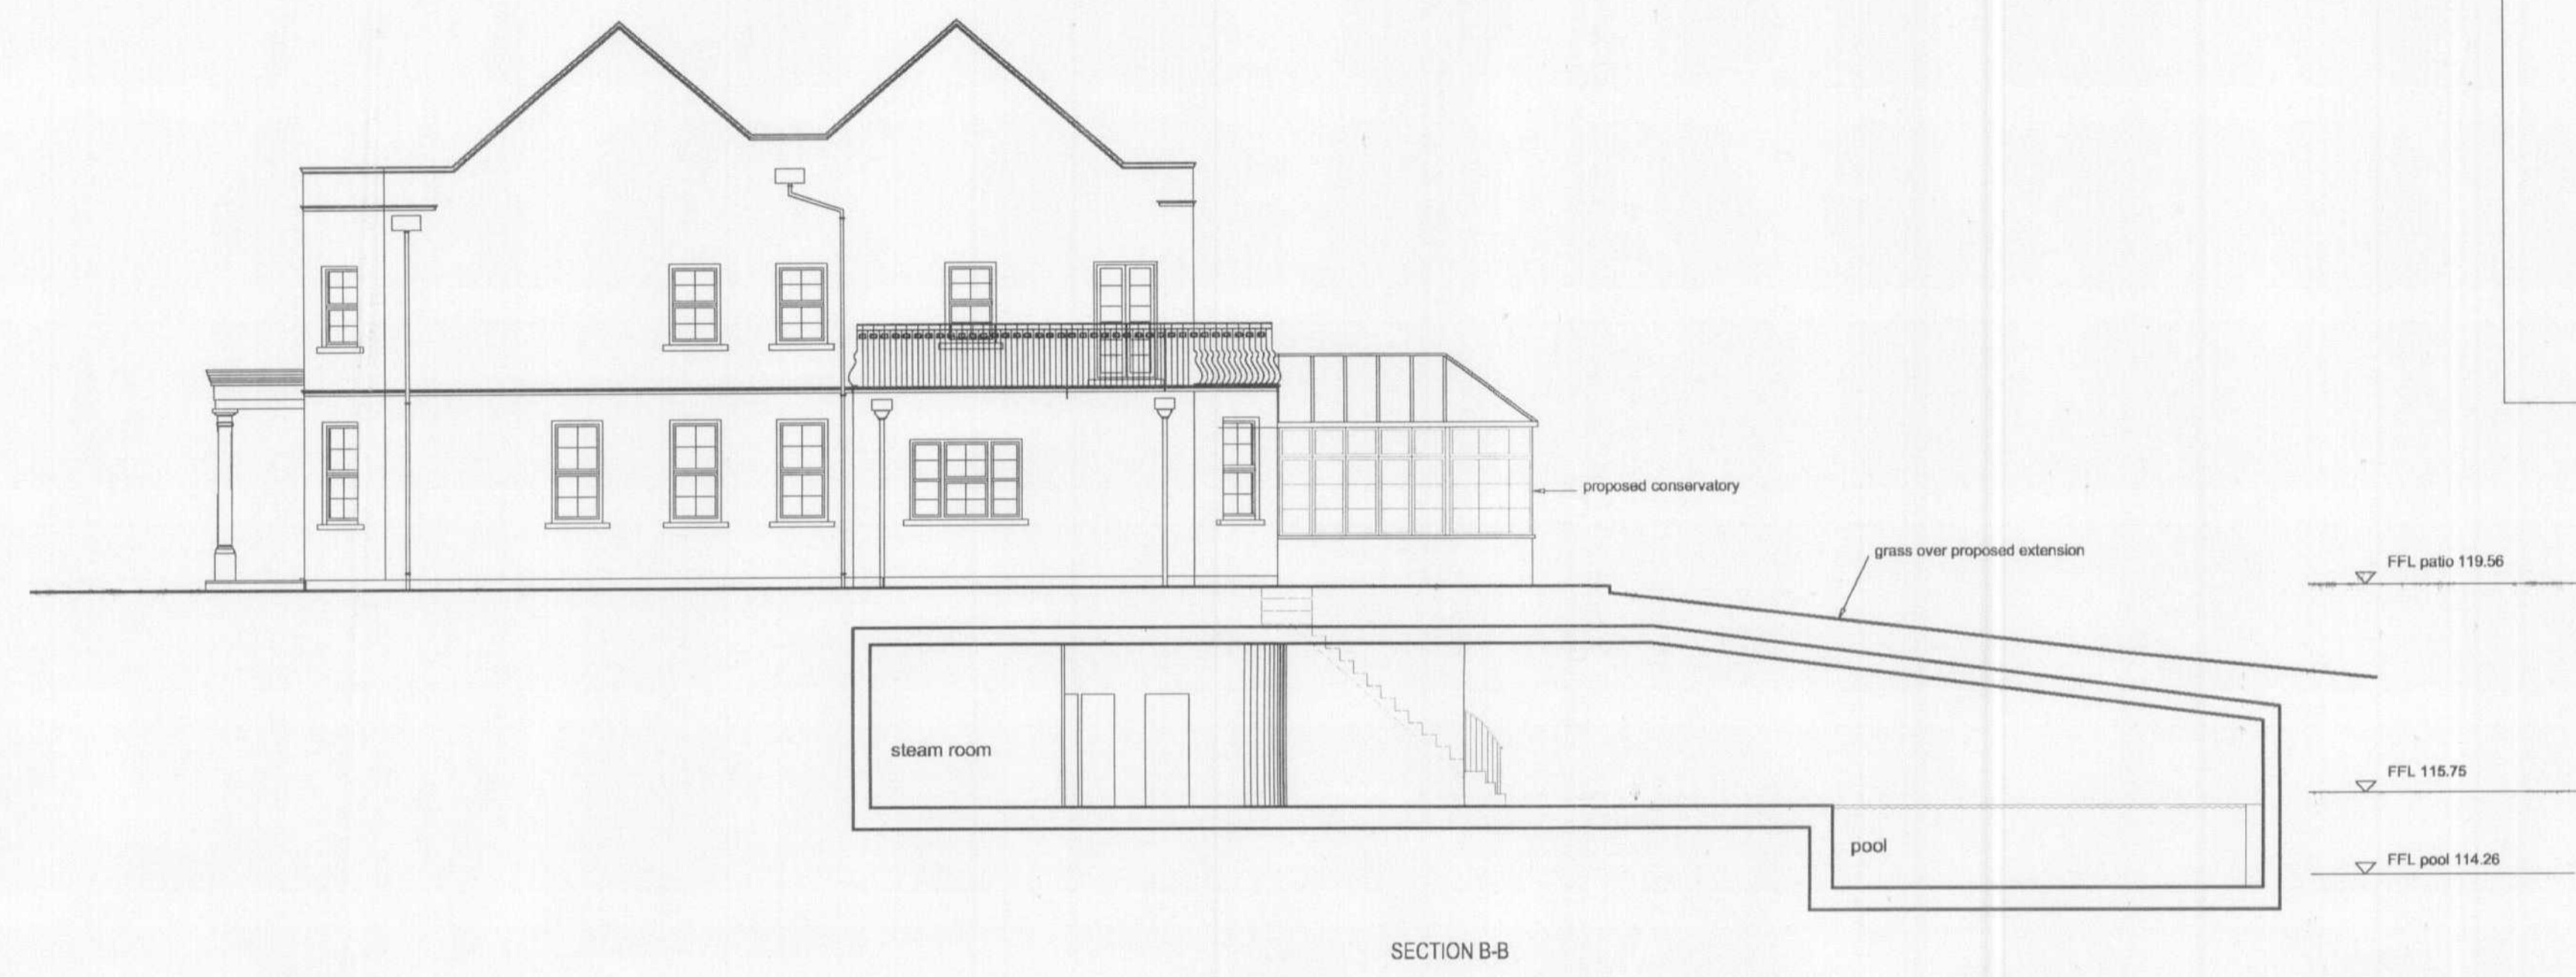 proposed conservatory
grass over proposed extension
FFL patio 119.56
steam room
FFL 115.75
pool
FFL pool 114.26
SECTION B-B